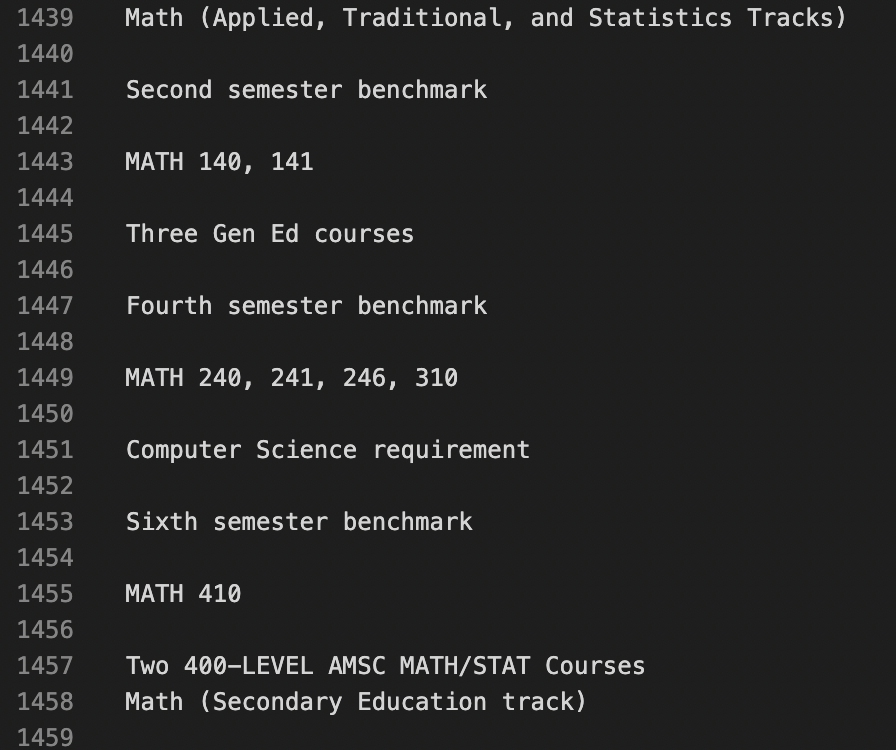 1439 Math (Applied, Traditional, and Statistics Tracks)
1440
1441 Second semester benchmark
1442
1443 MATH 140, 141
1444
1445 Three Gen Ed courses
1446
1447 Fourth semester benchmark
1448
1449 MATH 240, 241, 246, 310
1450
1451 Computer Science requirement
1452
1453 Sixth semester benchmark
1454
1455 MATH 410
1456
1457 Two 400-LEVEL AMSC MATH/STAT Courses
1458 Math (Secondary Education track)
1459